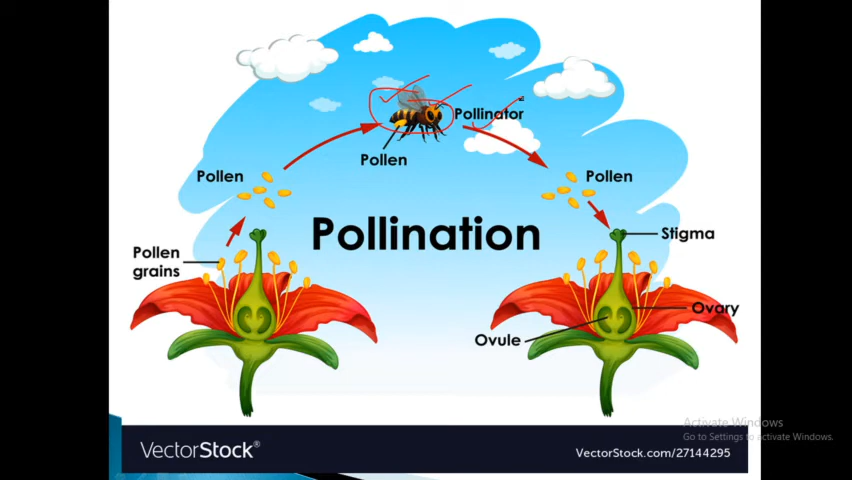 Pollinator
Pollen
Pollen
Pollen
Pollination
Stigma
Pollen
grains
Ovary
Ovule
Activate Windows
Go to Settings to Activate Windows.
VectorStock®
VectorStock.com/27144295